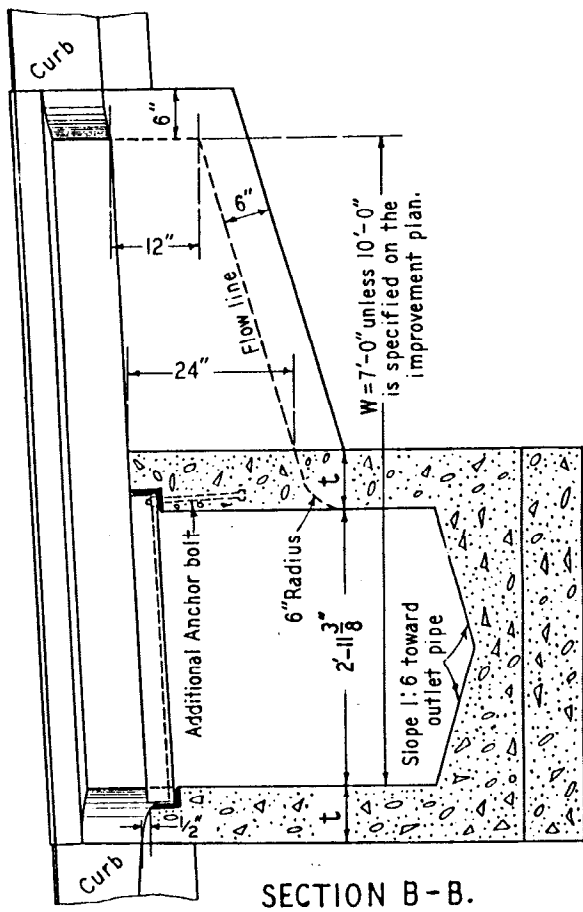 Curb
6"
12"
6"
Flow line
24"
W = 7'-0" unless 10'-0"
is specified on the
improvement plan.
t
Additional Anchor bolt
6" Radius
2'-11 3/8"
Slope 1:6 toward
outlet pipe
t
1/2"
Curb
SECTION B-B.